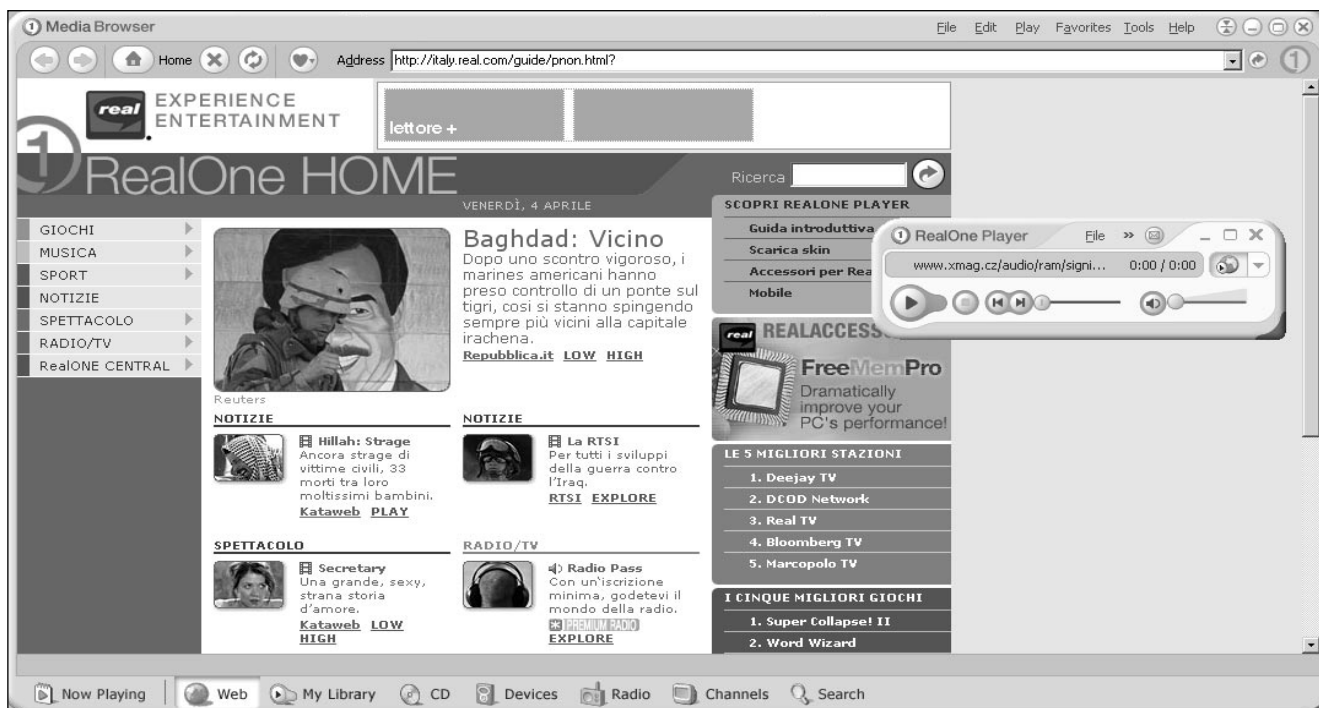 Media Browser
File Edit Play Favorites Tools Help
Home
Address http://italy.real.com/guide/pnon.html?
real EXPERIENCE
ENTERTAINMENT
lettore +
RealOne HOME
Ricerca
VENERDÌ, 4 APRILE
GIOCHI
MUSICA
SPORT
NOTIZIE
SPETTACOLO
RADIO/TV
RealONE CENTRAL
Reuters
Baghdad: Vicino
Dopo uno scontro vigoroso, i
marines americani hanno
preso controllo di un ponte sul
tigri, cosi si stanno spingendo
sempre più vicini alla capitale
irachena.
Repubblica.it LOW HIGH
NOTIZIE
Hillah: Strage
Ancora strage di
vittime civili, 33
morti tra loro
moltissimi bambini.
Kataweb PLAY
NOTIZIE
La RTSI
Per tutti i sviluppi
della guerra contro
l'Iraq.
RTSI EXPLORE
SPETTACOLO
Secretary
Una grande, sexy,
strana storia
d'amore.
Kataweb LOW
HIGH
RADIO/TV
Radio Pass
Con un'iscrizione
minima, godetevi il
mondo della radio.
PREMIUM RADIO
EXPLORE
SCOPRI REALONE PLAYER
Guida introduttiva
Scarica skin
Accessori per Rea
Mobile
RealOne Player File »
www.xmag.cz/audio/ram/signi... 0:00 / 0:00
real REALACCESS
FreeMemPro
Dramatically
improve your
PC's performance!
LE 5 MIGLIORI STAZIONI
1. Deejay TV
2. DCOD Network
3. Real TV
4. Bloomberg TV
5. Marcopolo TV
I CINQUE MIGLIORI GIOCHI
1. Super Collapse! II
2. Word Wizard
Now Playing Web My Library CD Devices Radio Channels Search